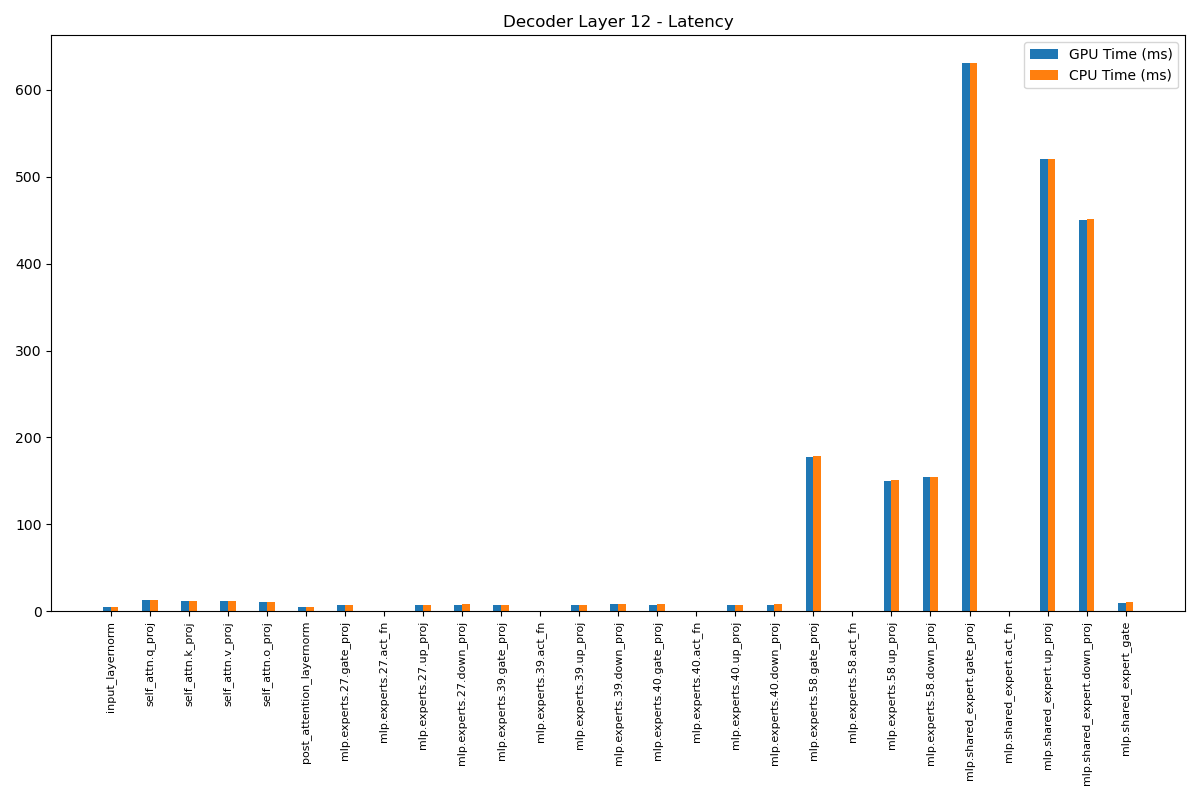 Decoder Layer 12 - Latency
GPU Time (ms)
CPU Time (ms)
600
500
400
300
200
100
0
input_layernorm
self_attn.q_proj
self_attn.k_proj
self_attn.v_proj
self_attn.o_proj
post_attention_layernorm
mlp.experts.27.gate_proj
mlp.experts.27.act_fn
mlp.experts.27.up_proj
mlp.experts.27.down_proj
mlp.experts.39.gate_proj
mlp.experts.39.act_fn
mlp.experts.39.up_proj
mlp.experts.39.down_proj
mlp.experts.40.gate_proj
mlp.experts.40.act_fn
mlp.experts.40.up_proj
mlp.experts.40.down_proj
mlp.experts.58.gate_proj
mlp.experts.58.act_fn
mlp.experts.58.up_proj
mlp.experts.58.down_proj
mlp.shared_expert.gate_proj
mlp.shared_expert.act_fn
mlp.shared_expert.up_proj
mlp.shared_expert.down_proj
mlp.shared_expert_gate